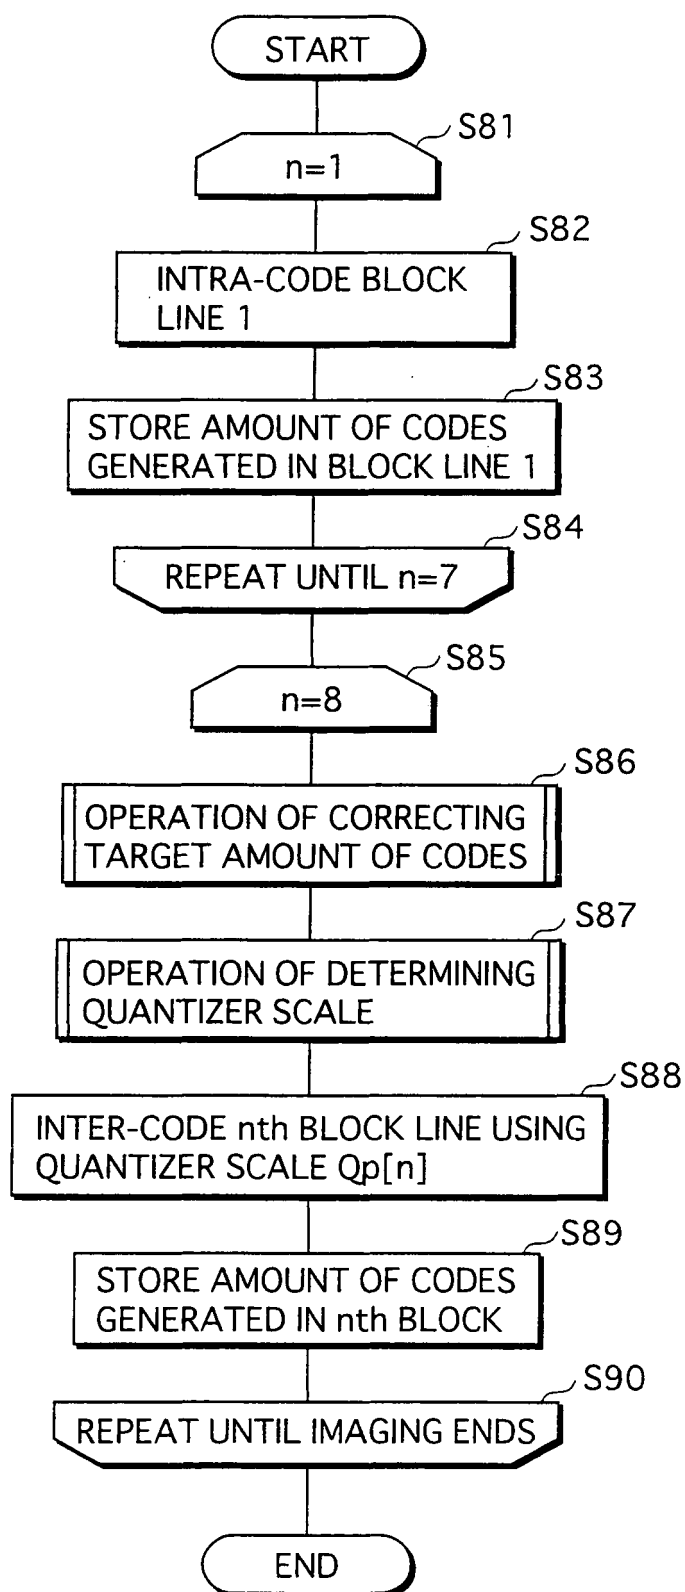 START
S81
n=1
S82
INTRA-CODE BLOCK
LINE 1
S83
STORE AMOUNT OF CODES
GENERATED IN BLOCK LINE 1
S84
REPEAT UNTIL n=7
S85
n=8
S86
OPERATION OF CORRECTING
TARGET AMOUNT OF CODES
S87
OPERATION OF DETERMINING
QUANTIZER SCALE
S88
INTER-CODE nth BLOCK LINE USING
QUANTIZER SCALE Qp[n]
S89
STORE AMOUNT OF CODES
GENERATED IN nth BLOCK
S90
REPEAT UNTIL IMAGING ENDS
END